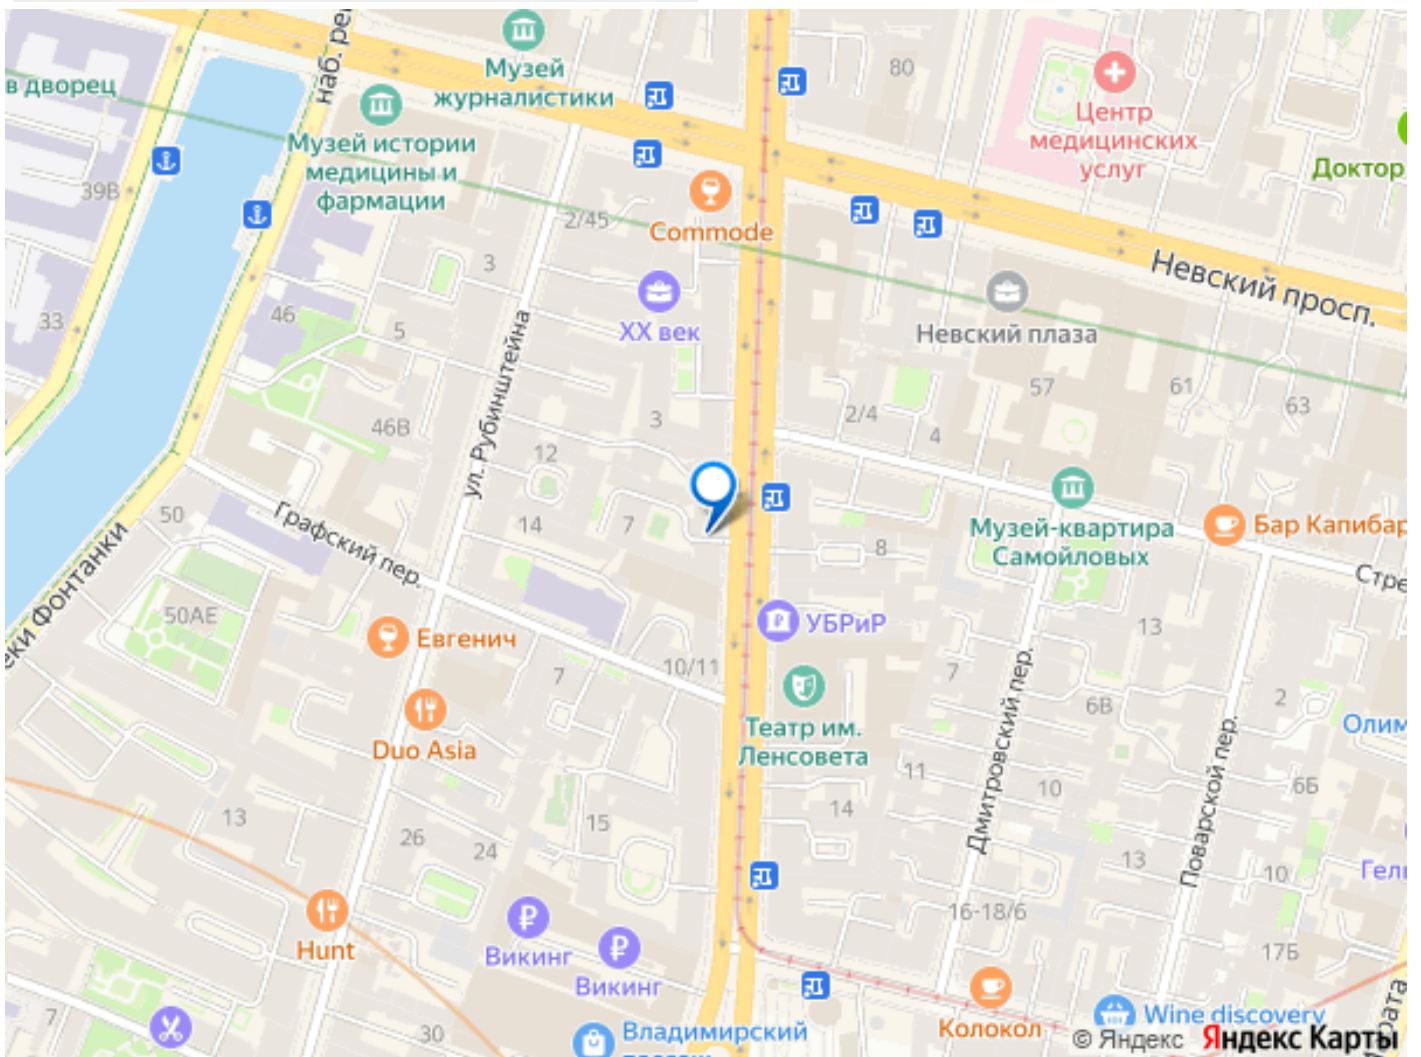 наб. ре
в дворец
Музей
журналистики
80
Центр
медицинских
услуг
Доктор
Музей истории
медицины и
фармации
39В
2/45
Commode
3
Невский просп.
33
46
5
XX век
Невский плаза
ул. Рубинштейна
57
61
63
46В
3
2/4
4
12
50
14
7
8
Графский пер.
Музей-квартира
Самойловых
Бар Капибар
Стре
еки Фонтанки
50АЕ
Евгенич
УБРиР
13
10/11
7
7
6В
2
Duo Asia
Театр им.
Ленсовета
Дмитровский пер.
Поварской пер.
Олим
11
10
6Б
13
14
15
26
24
13
10
Гел
16-18/6
17Б
Hunt
Викинг
Викинг
7
30
Владимирский
Колокол
Wine discovery
рата
© Яндекс Яндекс Карты